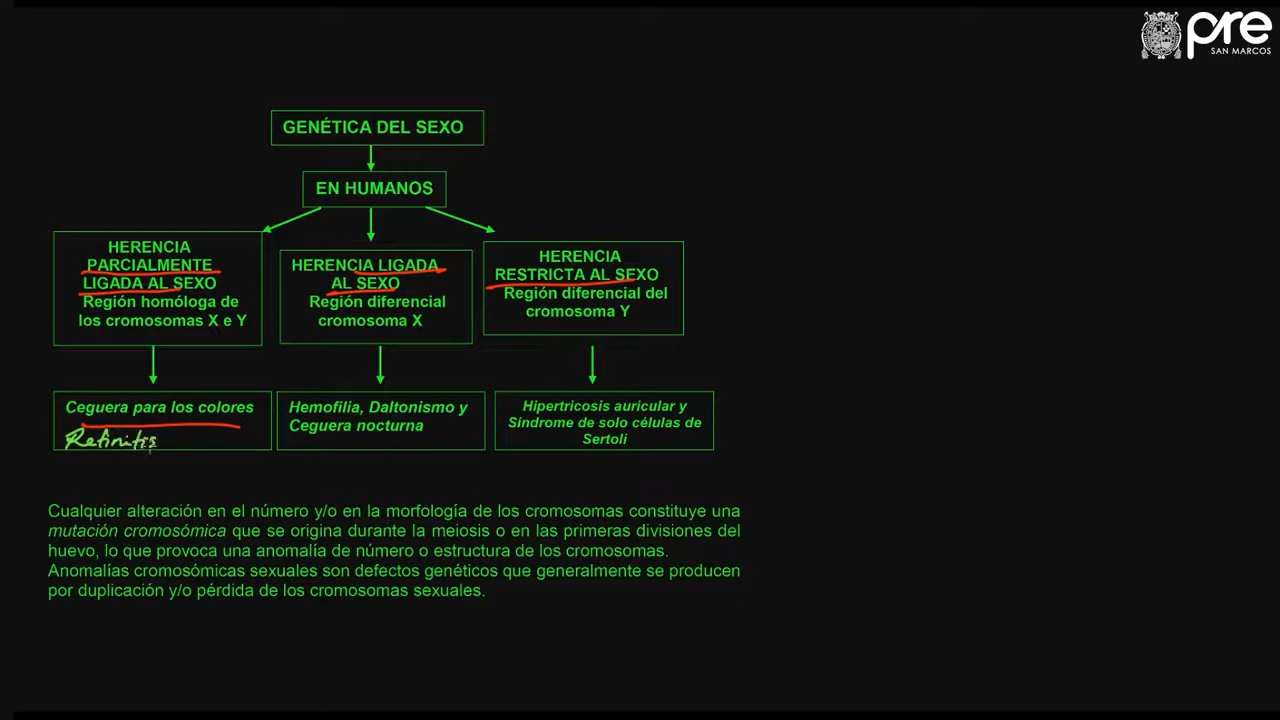 pre
SAN MARCOS
GENÉTICA DEL SEXO
EN HUMANOS
HERENCIA
PARCIALMENTE
LIGADA AL SEXO
Región homóloga de
los cromosomas X e Y
HERENCIA LIGADA
AL SEXO
Región diferencial
cromosoma X
HERENCIA
RESTRICTA AL SEXO
Región diferencial del
cromosoma Y
Ceguera para los colores
Retinitis
Hemofilia, Daltonismo y
Ceguera nocturna
Hipertricosis auricular y
Síndrome de solo células de
Sertoli
Cualquier alteración en el número y/o en la morfología de los cromosomas constituye una
mutación cromosómica que se origina durante la meiosis o en las primeras divisiones del
huevo, lo que provoca una anomalía de número o estructura de los cromosomas.
Anomalías cromosómicas sexuales son defectos genéticos que generalmente se producen
por duplicación y/o pérdida de los cromosomas sexuales.